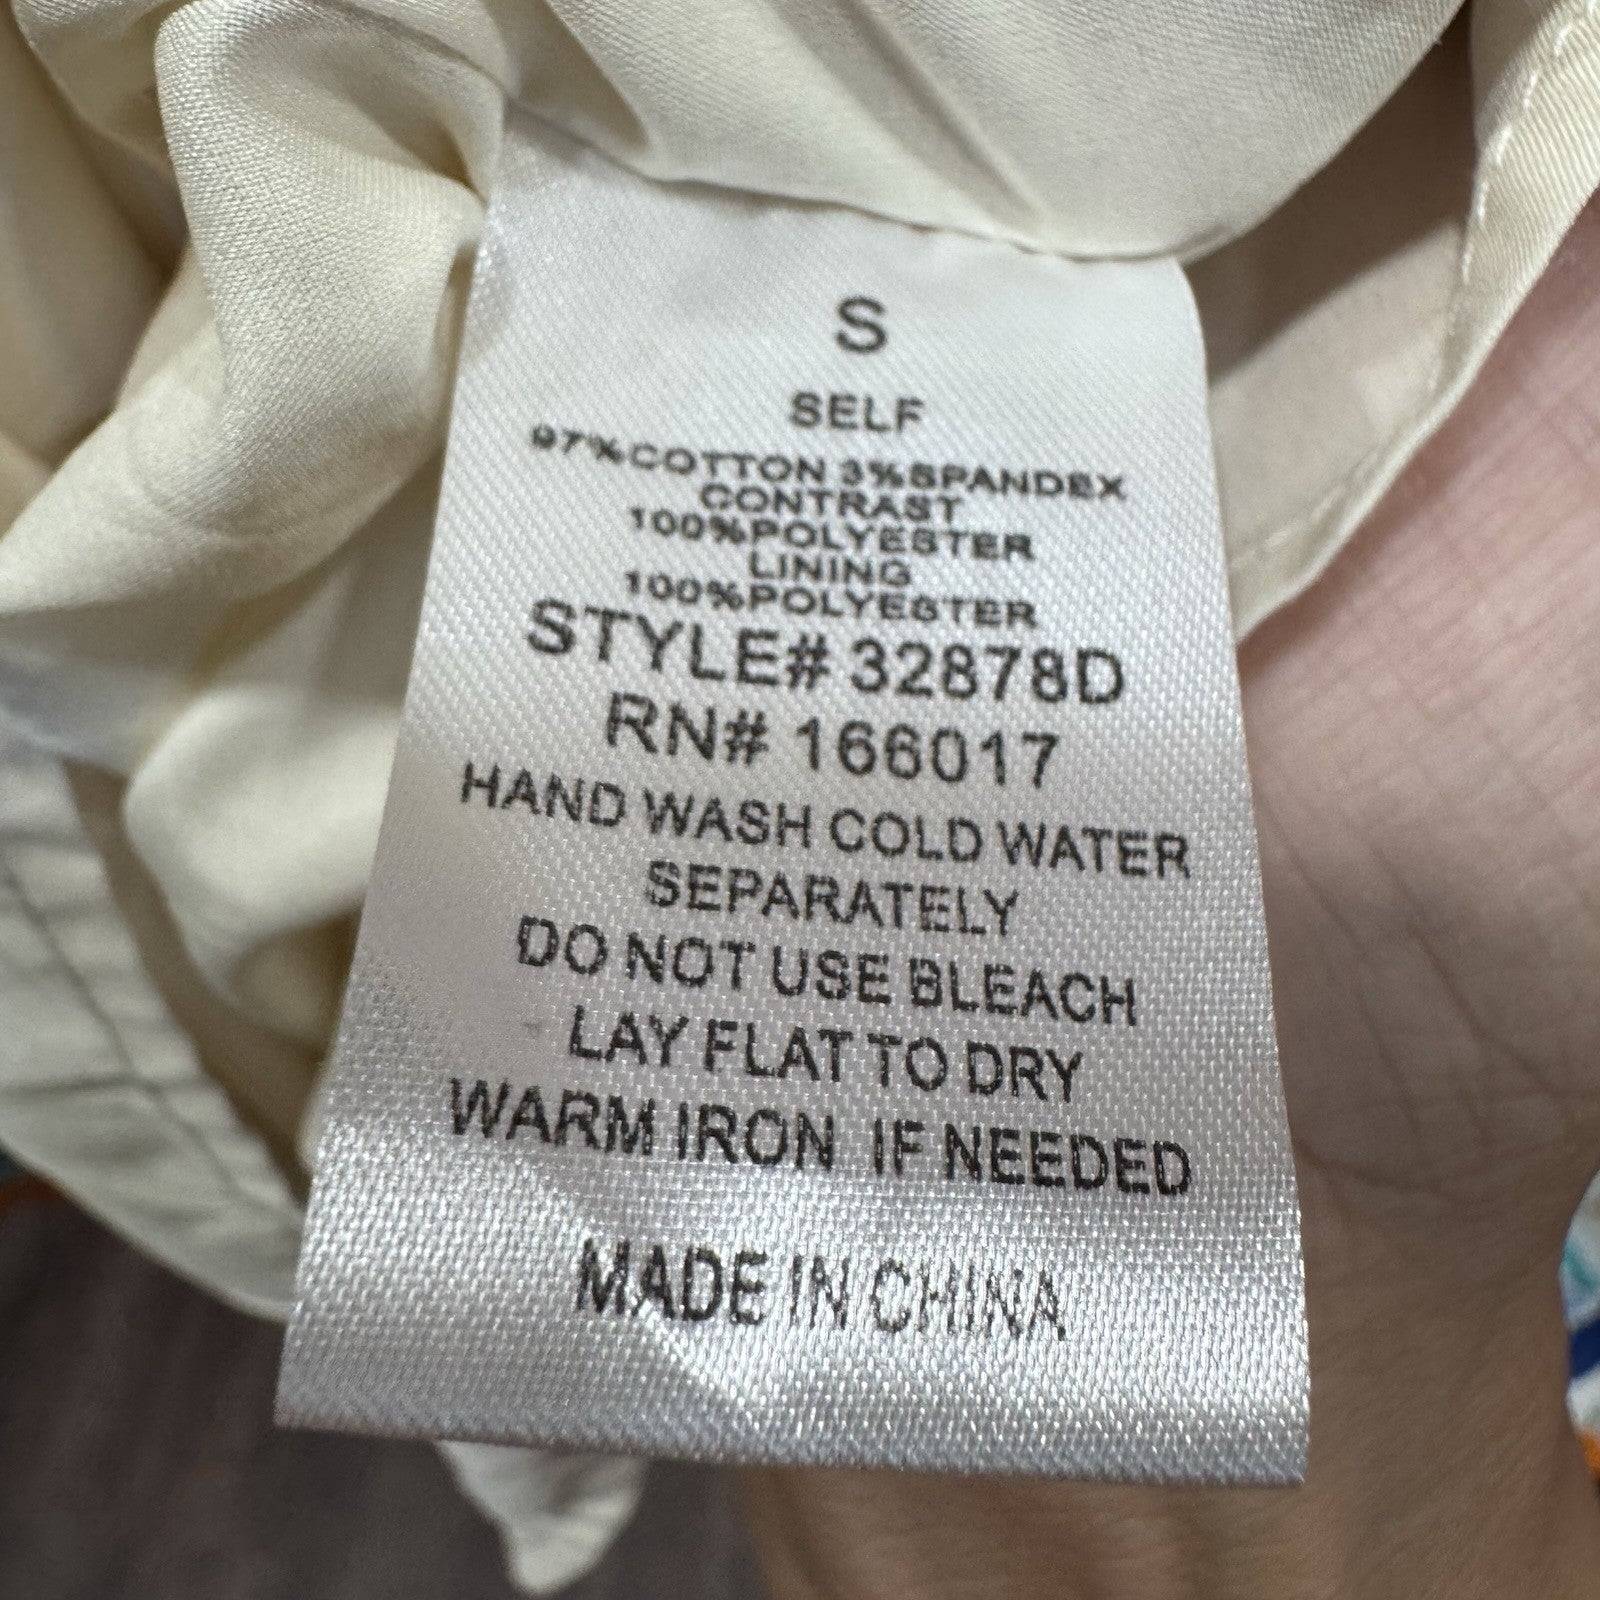 S
SELF
97%COTTON 3%SPANDEX
CONTRAST
100%POLYESTER
LINING
100%POLYESTER
STYLE# 32878D
RN# 166017
HAND WASH COLD WATER
SEPARATELY
DO NOT USE BLEACH
LAY FLAT TO DRY
WARM IRON IF NEEDED
MADE IN CHINA